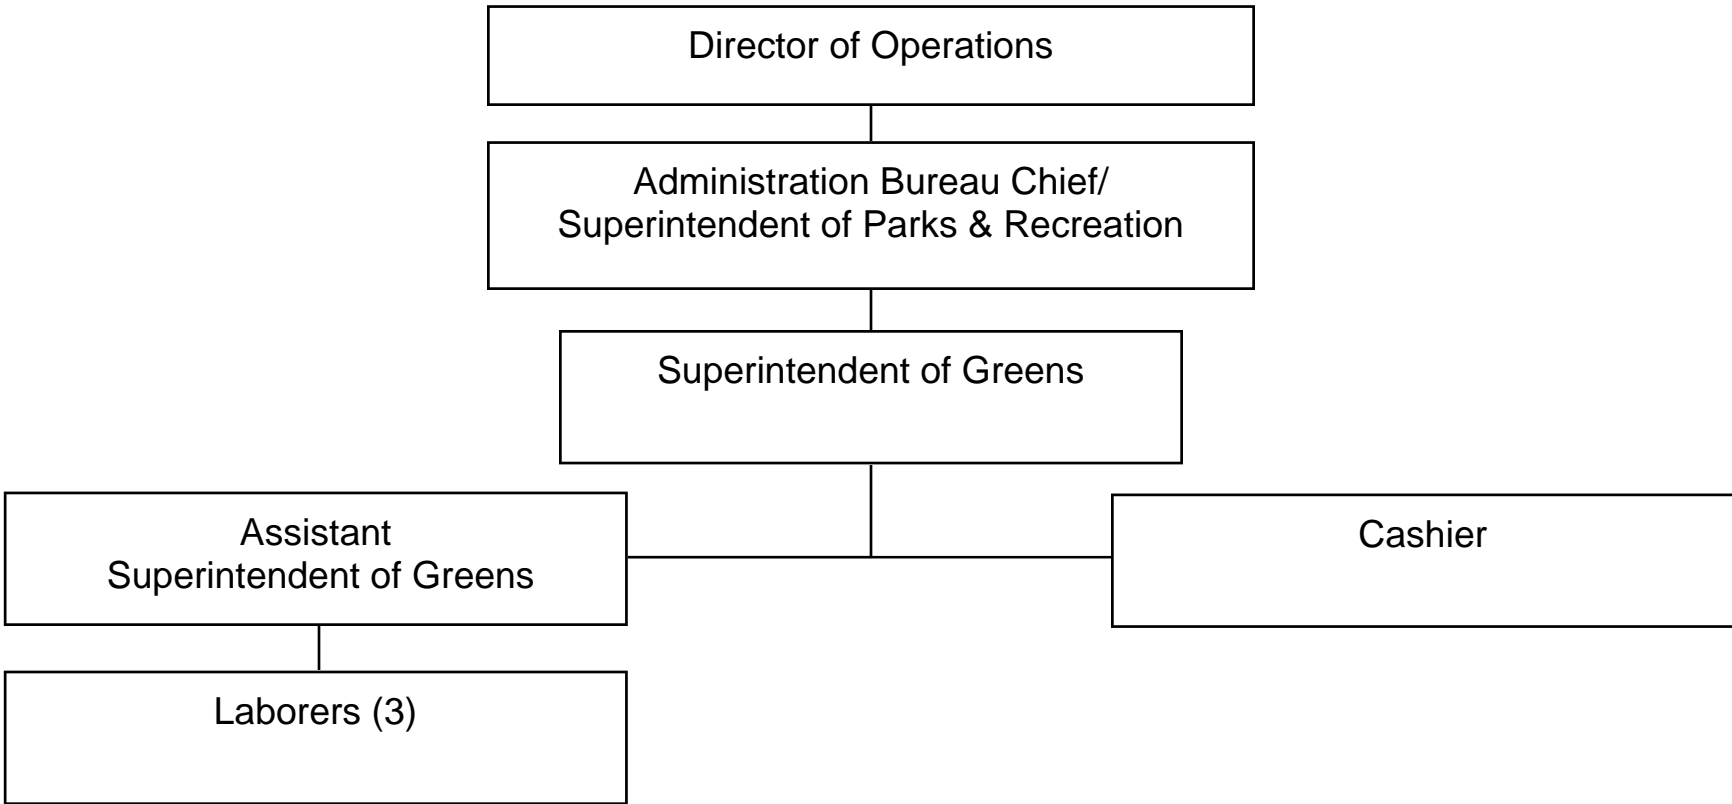 Director of Operations
Administration Bureau Chief/
Superintendent of Parks & Recreation
Superintendent of Greens
Assistant
Superintendent of Greens
Cashier
Laborers (3)